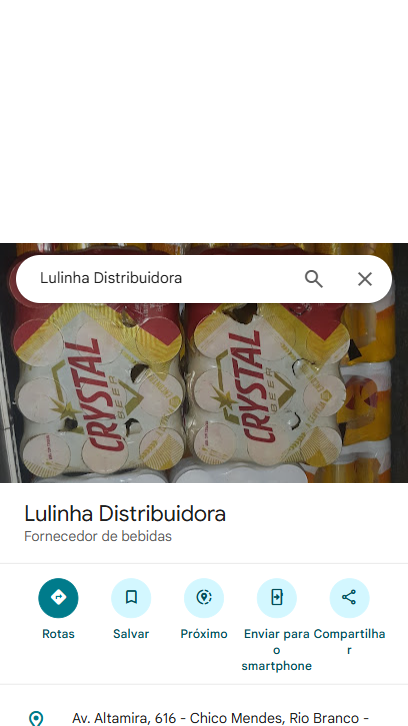 Lulinha Distribuidora
CRYSTAL
BEER
CRYSTAL
BEER
Lulinha Distribuidora
Fornecedor de bebidas
Rotas
Salvar
Próximo
Enviar para
o
smartphone
Compartilha
r
Av. Altamira, 616 - Chico Mendes, Rio Branco -